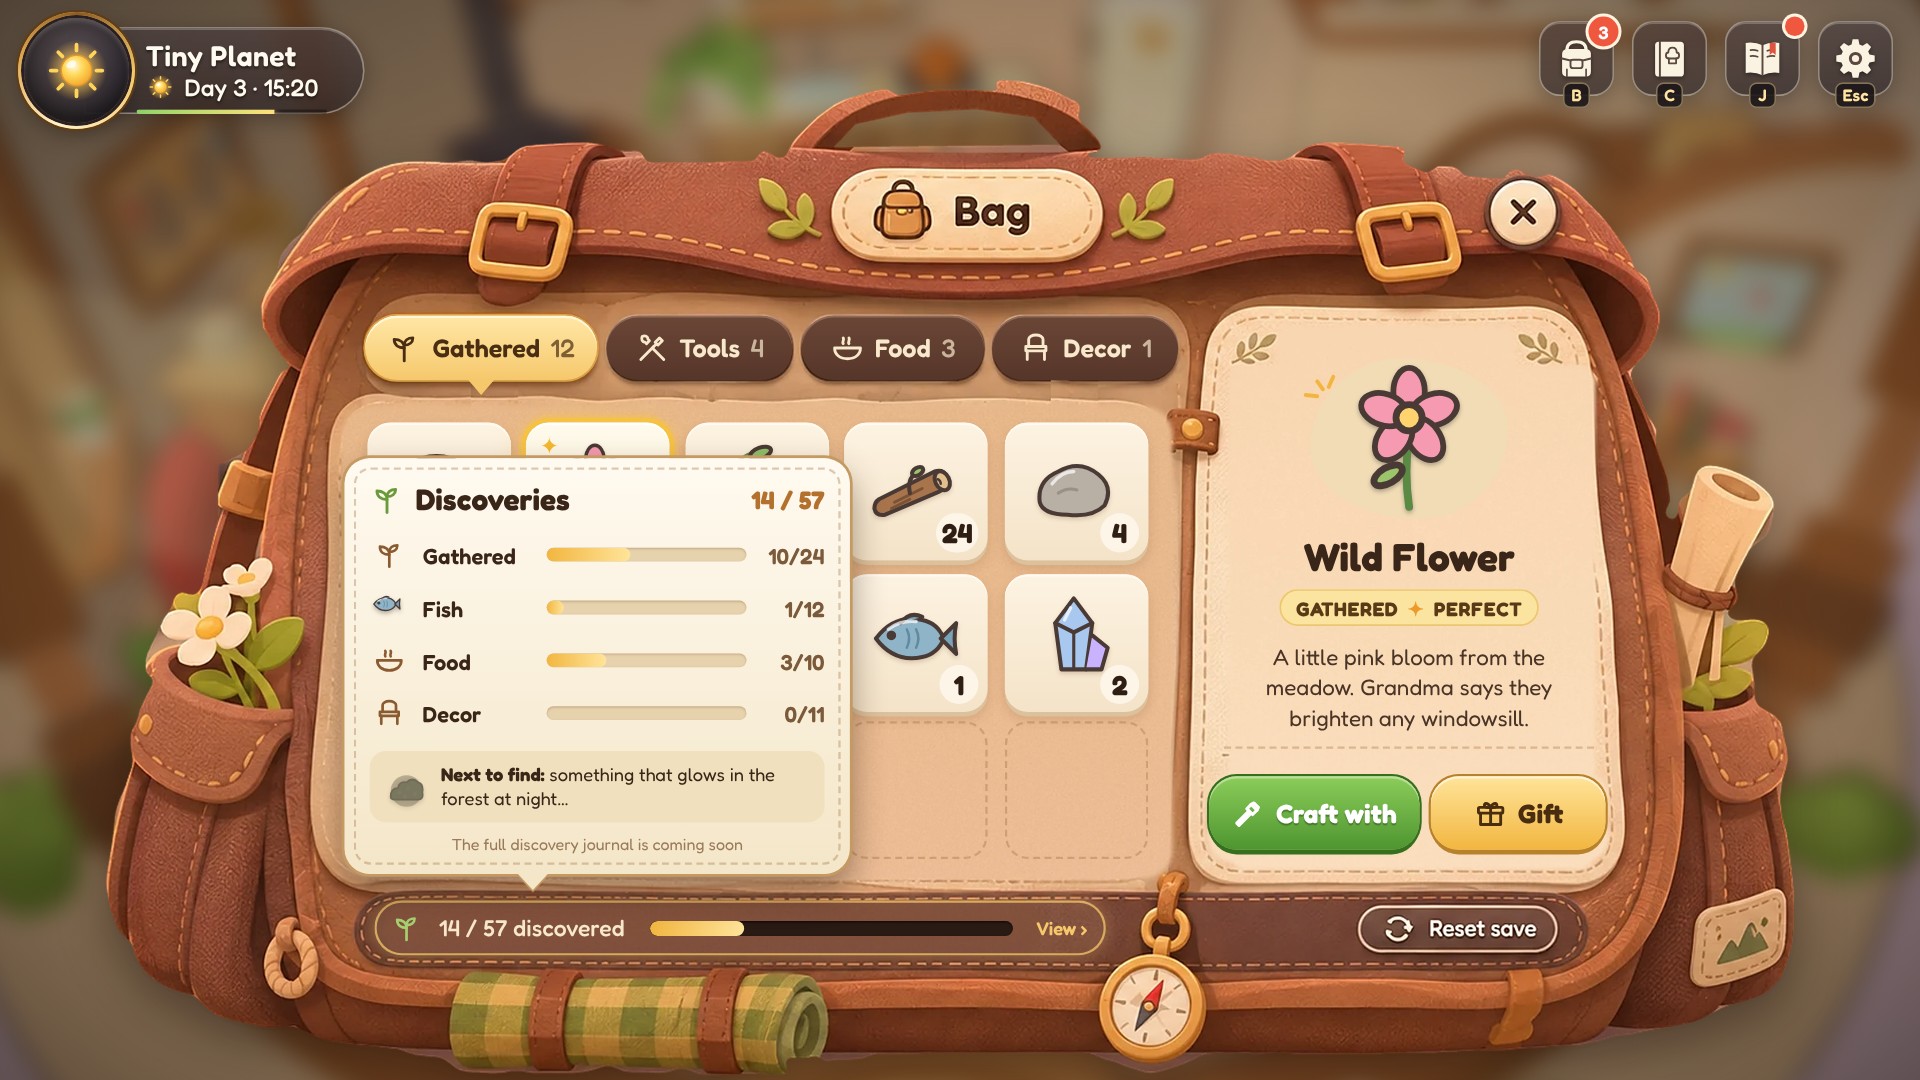 Tiny Planet
Day 3 · 15:20
3
B
C
J
Esc
Bag
Gathered 12
Tools 4
Food 3
Decor 1
24
4
1
2
Discoveries 14 / 57
Gathered 10/24
Fish 1/12
Food 3/10
Decor 0/11
Next to find: something that glows in the
forest at night...
The full discovery journal is coming soon
Wild Flower
GATHERED ✦ PERFECT
A little pink bloom from the
meadow. Grandma says they
brighten any windowsill.
Craft with
Gift
14 / 57 discovered
View ›
Reset save